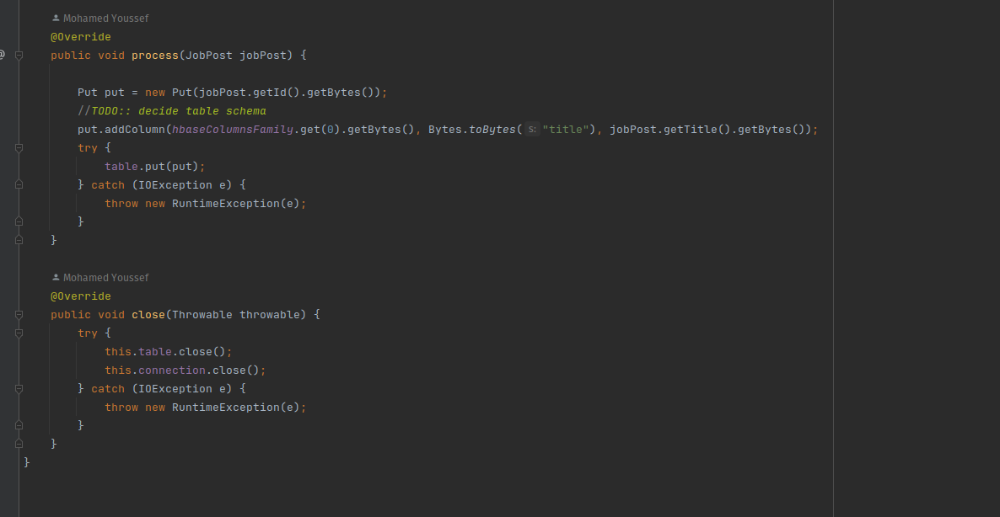 Mohamed Youssef
@Override
public void process(JobPost jobPost) {
Put put = new Put(jobPost.getId().getBytes());
//TODO:: decide table schema
put.addColumn(hbaseColumnsFamily.get(0).getBytes(), Bytes.toBytes( s: "title"), jobPost.getTitle().getBytes());
try {
table.put(put);
} catch (IOException e) {
throw new RuntimeException(e);
}
}
Mohamed Youssef
@Override
public void close(Throwable throwable) {
try {
this.table.close();
this.connection.close();
} catch (IOException e) {
throw new RuntimeException(e);
}
}
}